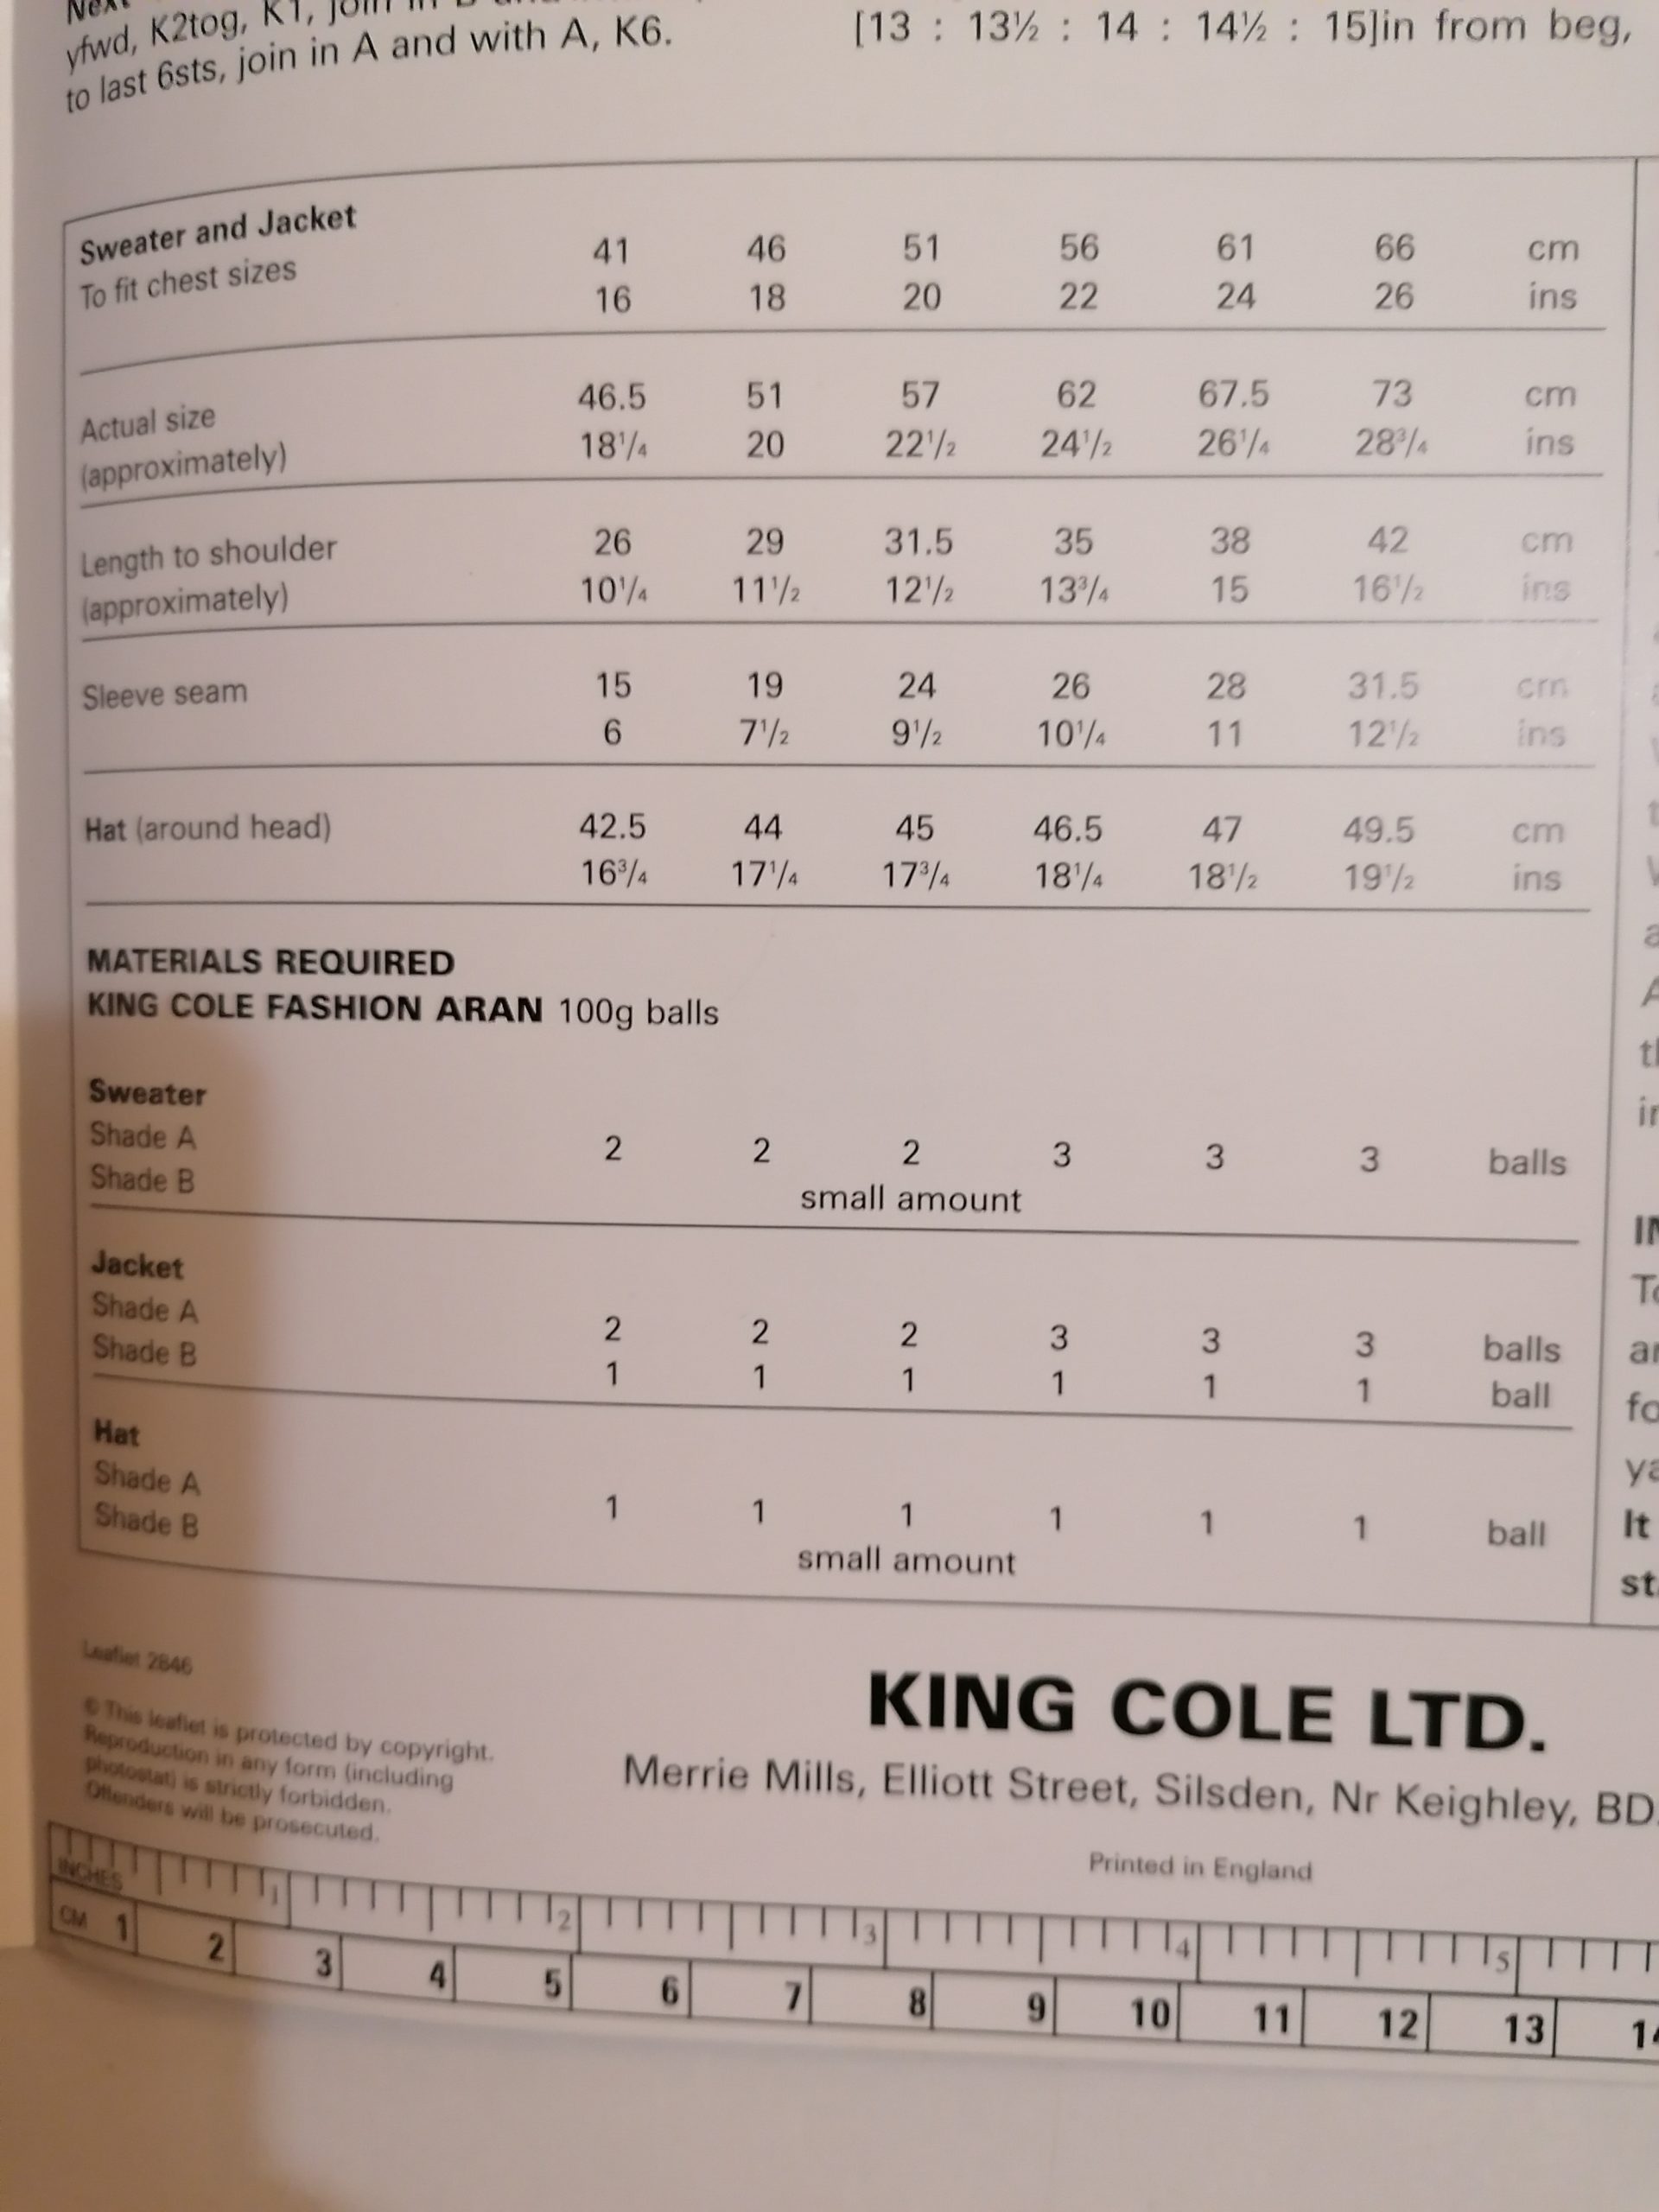 Next
yfwd, K2tog, K1, join in B and
to last 6sts, join in A and with A, K6.
[13 : 13½ : 14 : 14½ : 15]in from beg,
Sweater and Jacket
To fit chest sizes
41 46 51 56 61 66 cm
16 18 20 22 24 26 ins
Actual size
(approximately)
46.5 51 57 62 67.5 73 cm
18¼ 20 22½ 24½ 26¼ 28¾ ins
Length to shoulder
(approximately)
26 29 31.5 35 38 42 cm
10¼ 11½ 12½ 13¾ 15 16½ ins
Sleeve seam 15 19 24 26 28 31.5 cm
6 7½ 9½ 10¼ 11 12½ ins
Hat (around head) 42.5 44 45 46.5 47 49.5 cm
16¾ 17¼ 17¾ 18¼ 18½ 19½ ins
MATERIALS REQUIRED
KING COLE FASHION ARAN 100g balls
Sweater
Shade A 2 2 2 3 3 3 balls
Shade B small amount
Jacket
Shade A 2 2 2 3 3 3 balls
Shade B 1 1 1 1 1 1 ball
Hat
Shade A 1 1 1 1 1 1 ball
Shade B small amount
It
Leaflet 2846
© This leaflet is protected by copyright.
Reproduction in any form (including
photostat) is strictly forbidden.
Offenders will be prosecuted.
KING COLE LTD.
Merrie Mills, Elliott Street, Silsden, Nr Keighley, BD
Printed in England
INCHES 1 2 3 4 5
CM 1 2 3 4 5 6 7 8 9 10 11 12 13 14